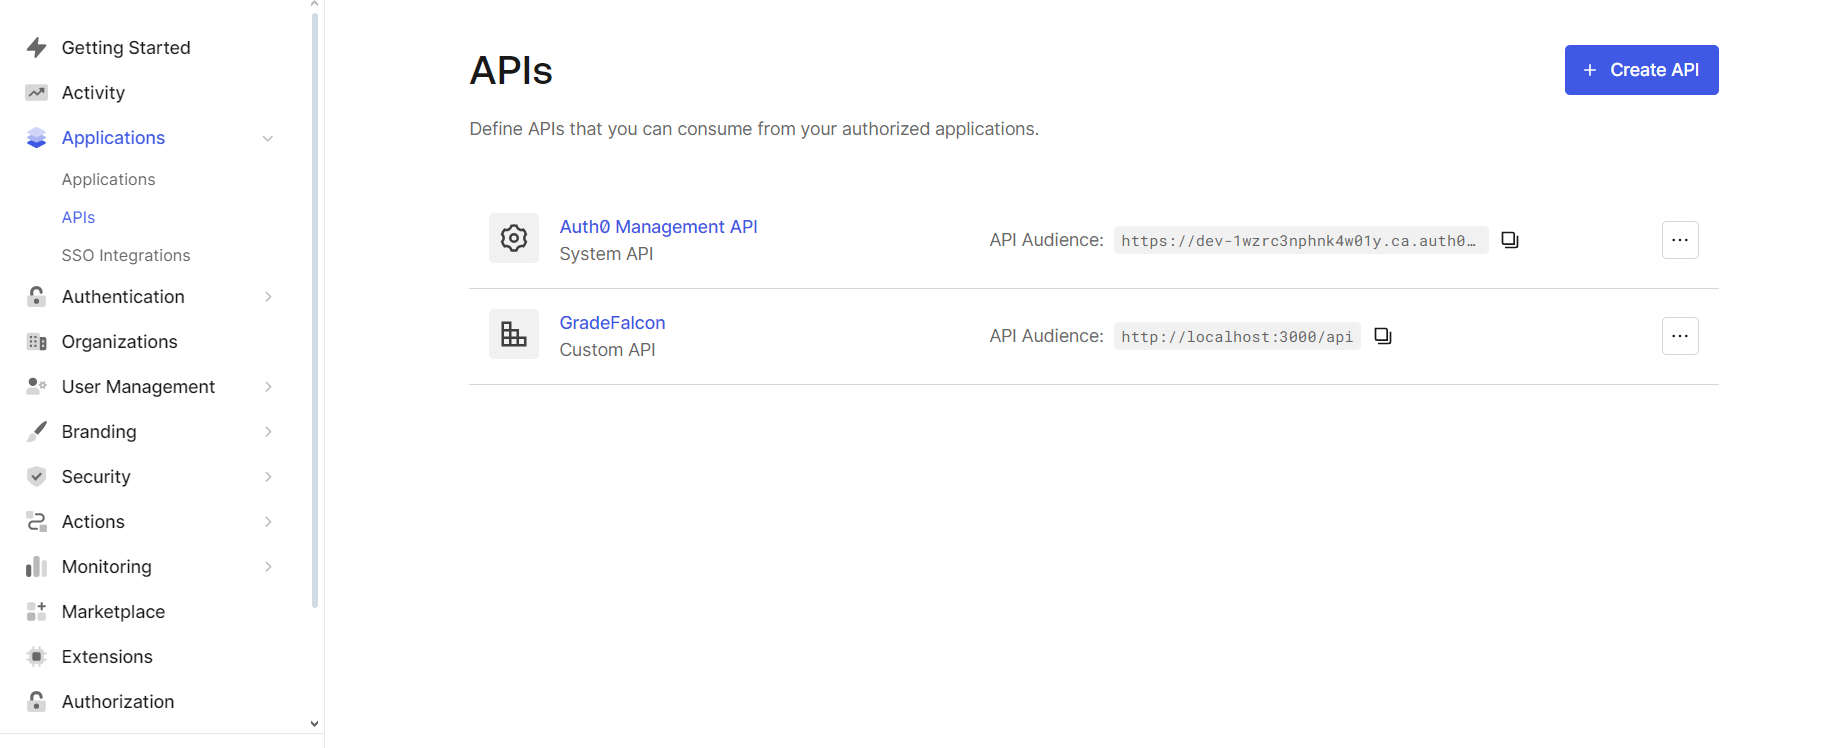 Getting Started
Activity
Applications
Applications
APIs
SSO Integrations
Authentication
Organizations
User Management
Branding
Security
Actions
Monitoring
Marketplace
Extensions
Authorization
APIs
+ Create API
Define APIs that you can consume from your authorized applications.
Auth0 Management API
System API
API Audience: https://dev-1wzrc3nphnk4w01y.ca.auth0…
GradeFalcon
Custom API
API Audience: http://localhost:3000/api